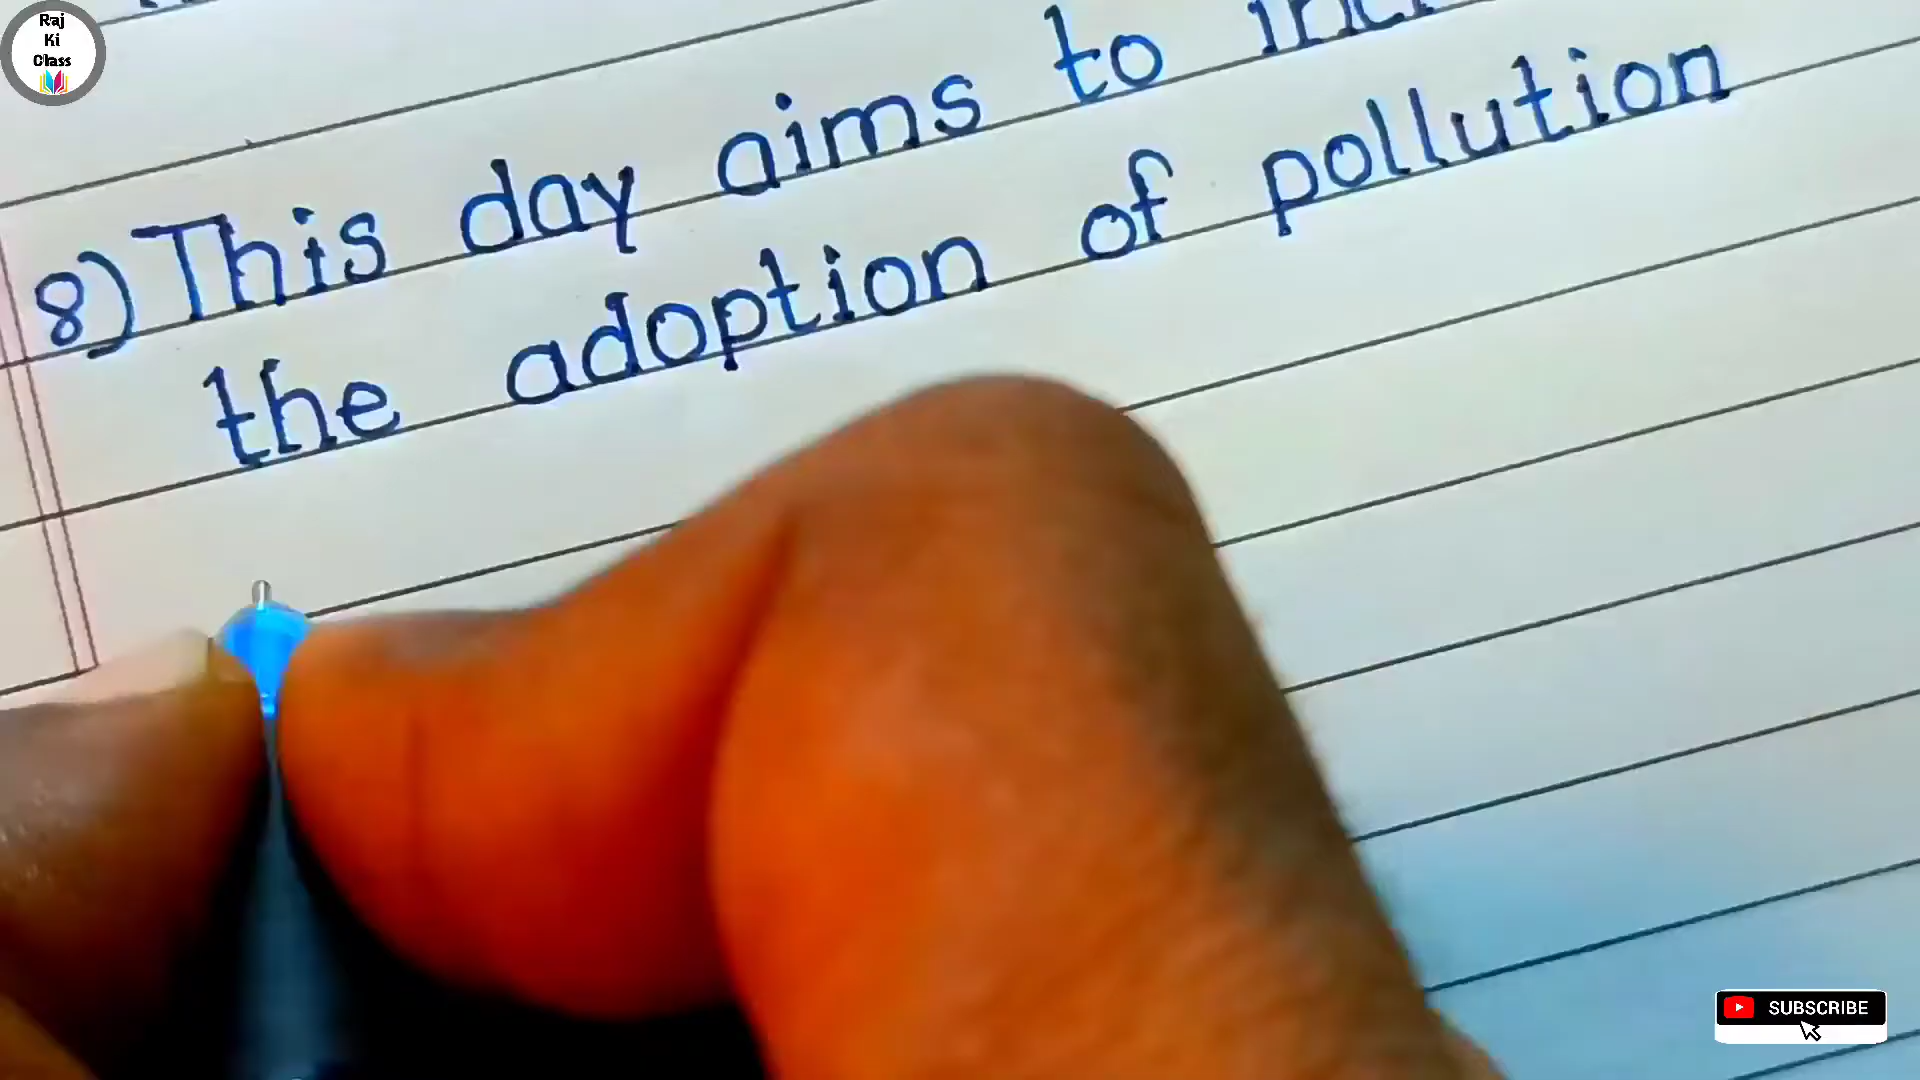 Raj
Ki
Class
8) This day aims to
the adoption of pollution
SUBSCRIBE